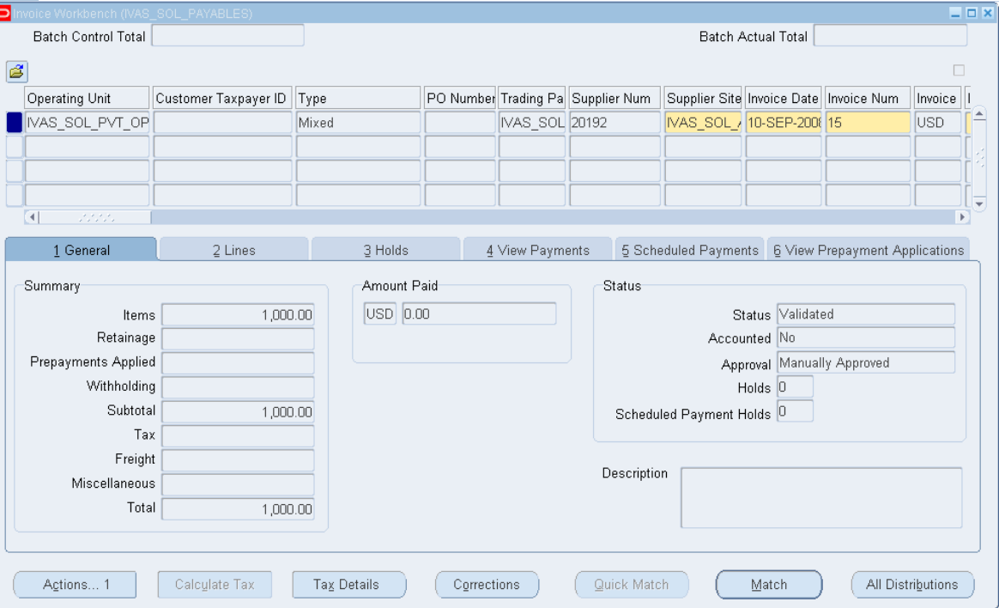 Invoice Workbench (IVAS_SOL_PAYABLES)
Batch Control Total Batch Actual Total
Operating Unit Customer Taxpayer ID Type PO Number Trading Pa Supplier Num Supplier Site Invoice Date Invoice Num Invoice
IVAS_SOL_PVT_OP Mixed IVAS_SOL 20192 IVAS_SOL_ 10-SEP-200 15 USD
1 General 2 Lines 3 Holds 4 View Payments 5 Scheduled Payments 6 View Prepayment Applications
Summary Amount Paid Status
Items 1,000.00 USD 0.00 Status Validated
Retainage Accounted No
Prepayments Applied Approval Manually Approved
Withholding Holds 0
Subtotal 1,000.00 Scheduled Payment Holds 0
Tax
Freight
Miscellaneous Description
Total 1,000.00
Actions... 1 Calculate Tax Tax Details Corrections Quick Match Match All Distributions